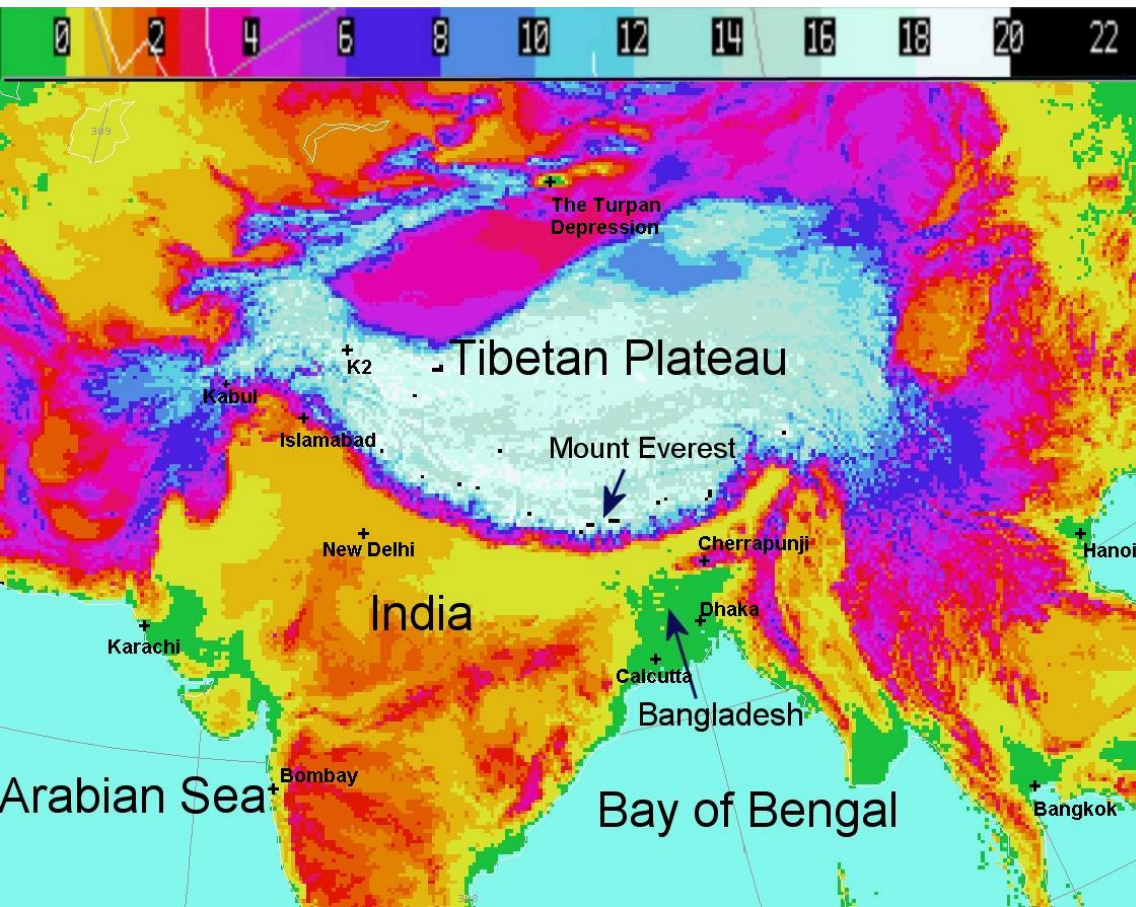 0 2 4 6 8 10 12 14 16 18 20 22
309
The Turpan
Depression
K2
Tibetan Plateau
Kabul
Islamabad
Mount Everest
New Delhi
Cherrapunji
Hanoi
India
Dhaka
Karachi
Calcutta
Bangladesh
Bombay
Arabian Sea
Bay of Bengal
Bangkok